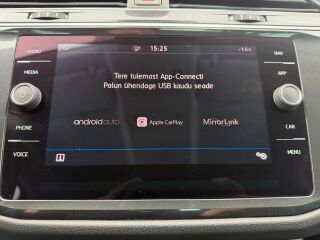 RADIO
15:25
-1.5°C
NAV
MEDIA
APP
Tere tulemast App-Connecti
Palun ühendage USB kaudu seade
androidauto
Apple CarPlay
MirrorLink
PHONE
CAR
VOICE
MENU